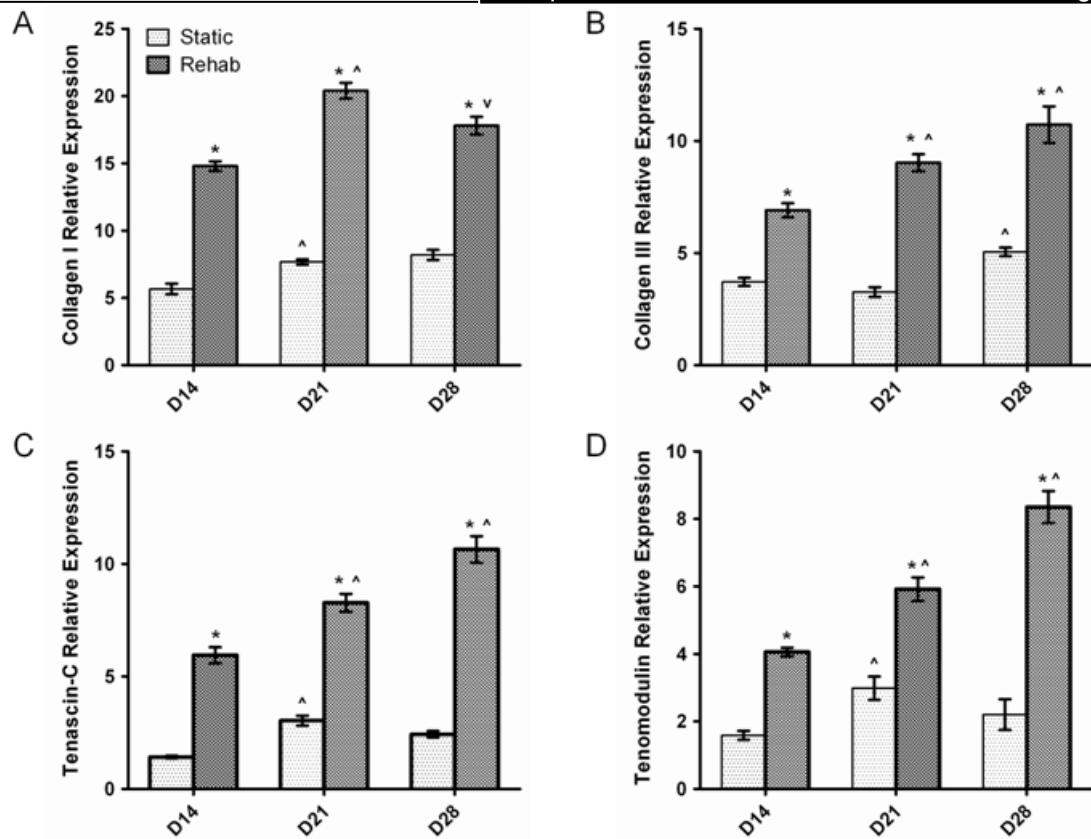 A
Collagen I Relative Expression
25
20
15
10
5
0
Static
Rehab
*
^
* ^
* v
D14
D21
D28
B
Collagen III Relative Expression
15
10
5
0
*
* ^
^
* ^
D14
D21
D28
C
Tenascin-C Relative Expression
15
10
5
0
*
^
* ^
* ^
D14
D21
D28
D
Tenomodulin Relative Expression
10
8
6
4
2
0
*
^
* ^
* ^
D14
D21
D28